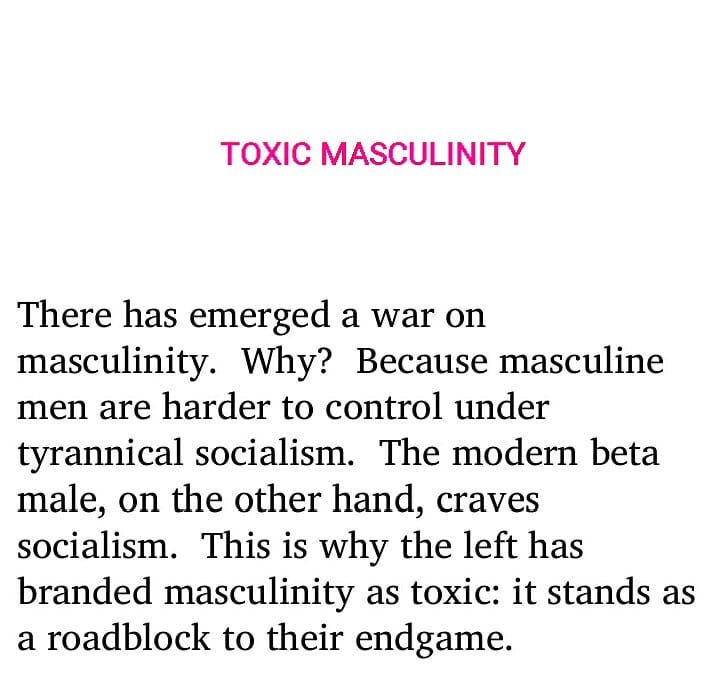 TOXIC MASCULINITY
There has emerged a war on
masculinity.  Why?  Because masculine
men are harder to control under
tyrannical socialism.  The modern beta
male, on the other hand, craves
socialism.  This is why the left has
branded masculinity as toxic: it stands as
a roadblock to their endgame.